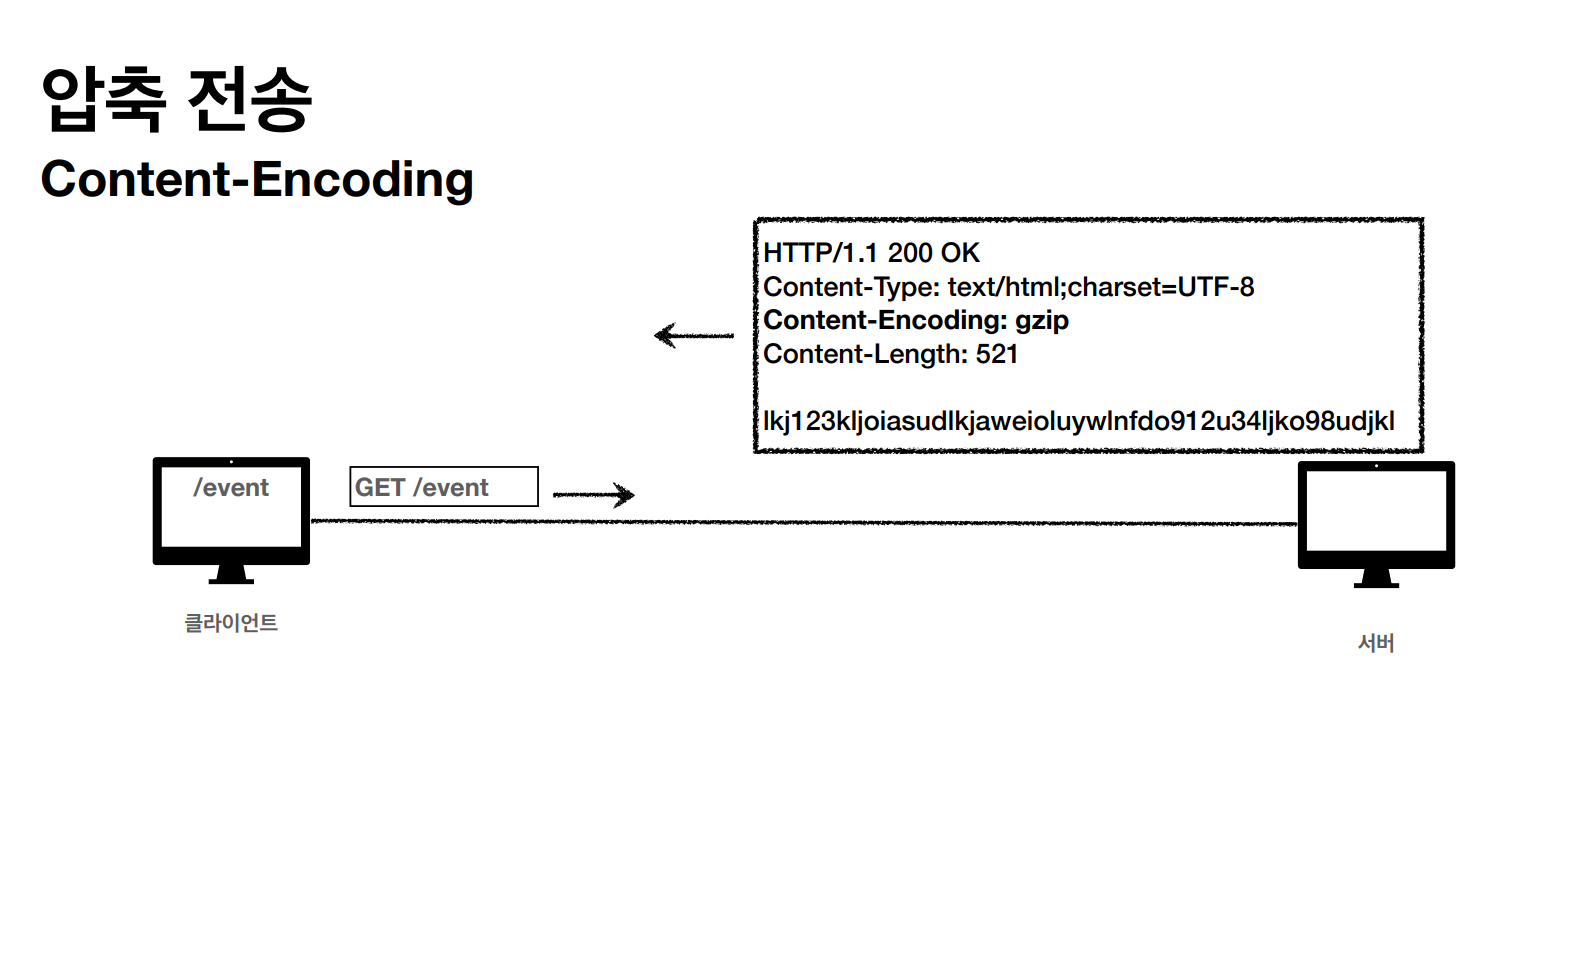 압축 전송
Content-Encoding
HTTP/1.1 200 OK
Content-Type: text/html;charset=UTF-8
Content-Encoding: gzip
Content-Length: 521
lkj123kljoiasudlkjaweioluywlnfdo912u34ljko98udjkl
/event
GET /event
클라이언트
서버